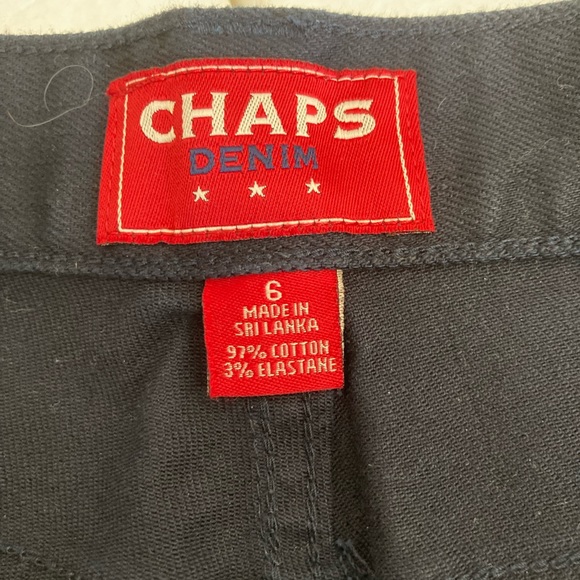 CHAPS
DENIM
6
MADE IN
SRI LANKA
97% COTTON
3% ELASTANE